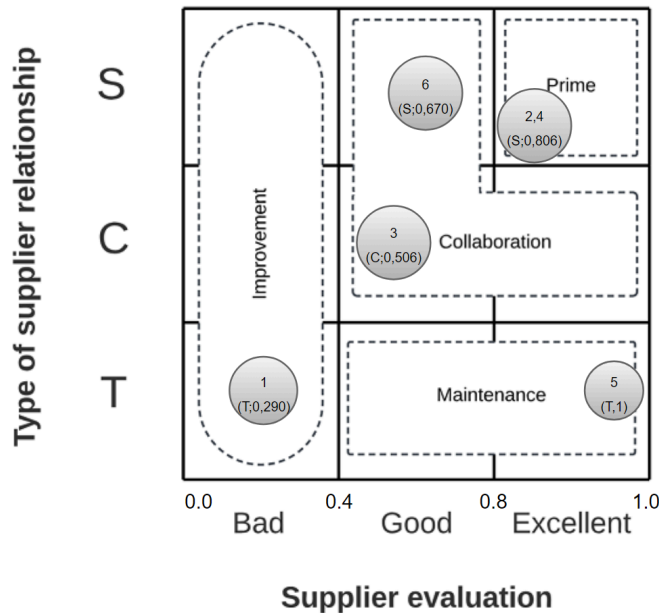 Type of supplier relationship
S
6
(S;0,670)
Prime
2,4
(S;0,806)
C
Improvement
3
(C;0,506)
Collaboration
T
1
(T;0,290)
Maintenance
5
(T,1)
0.0 0.4 0.8 1.0
Bad Good Excellent
Supplier evaluation